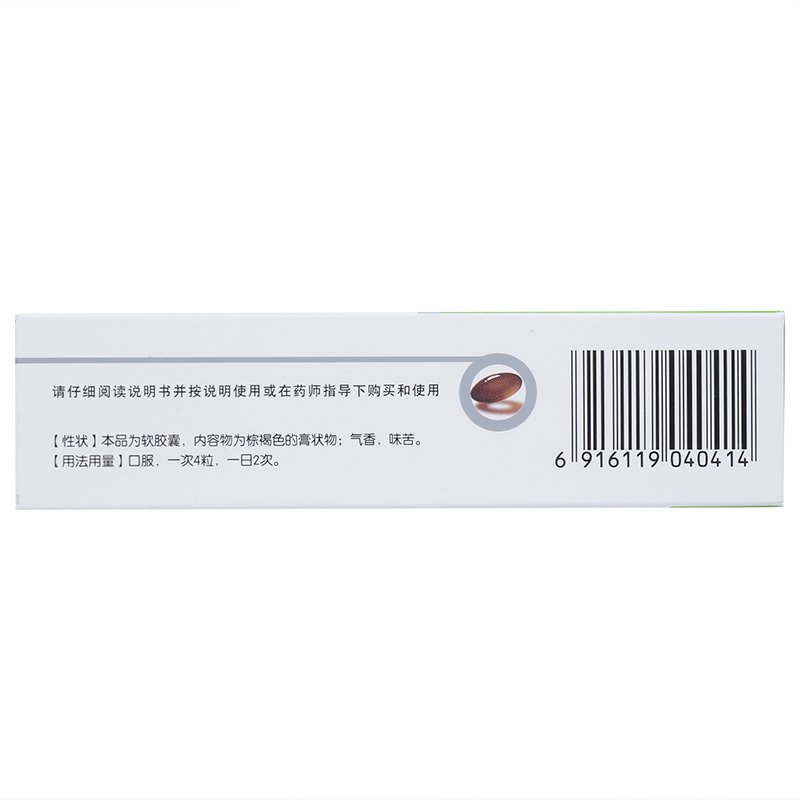 请仔细阅读说明书并按说明使用或在药师指导下购买和使用
【性状】本品为软胶囊，内容物为棕褐色的膏状物；气香，味苦。
【用法用量】口服，一次4粒，一日2次。
6 916119 040414